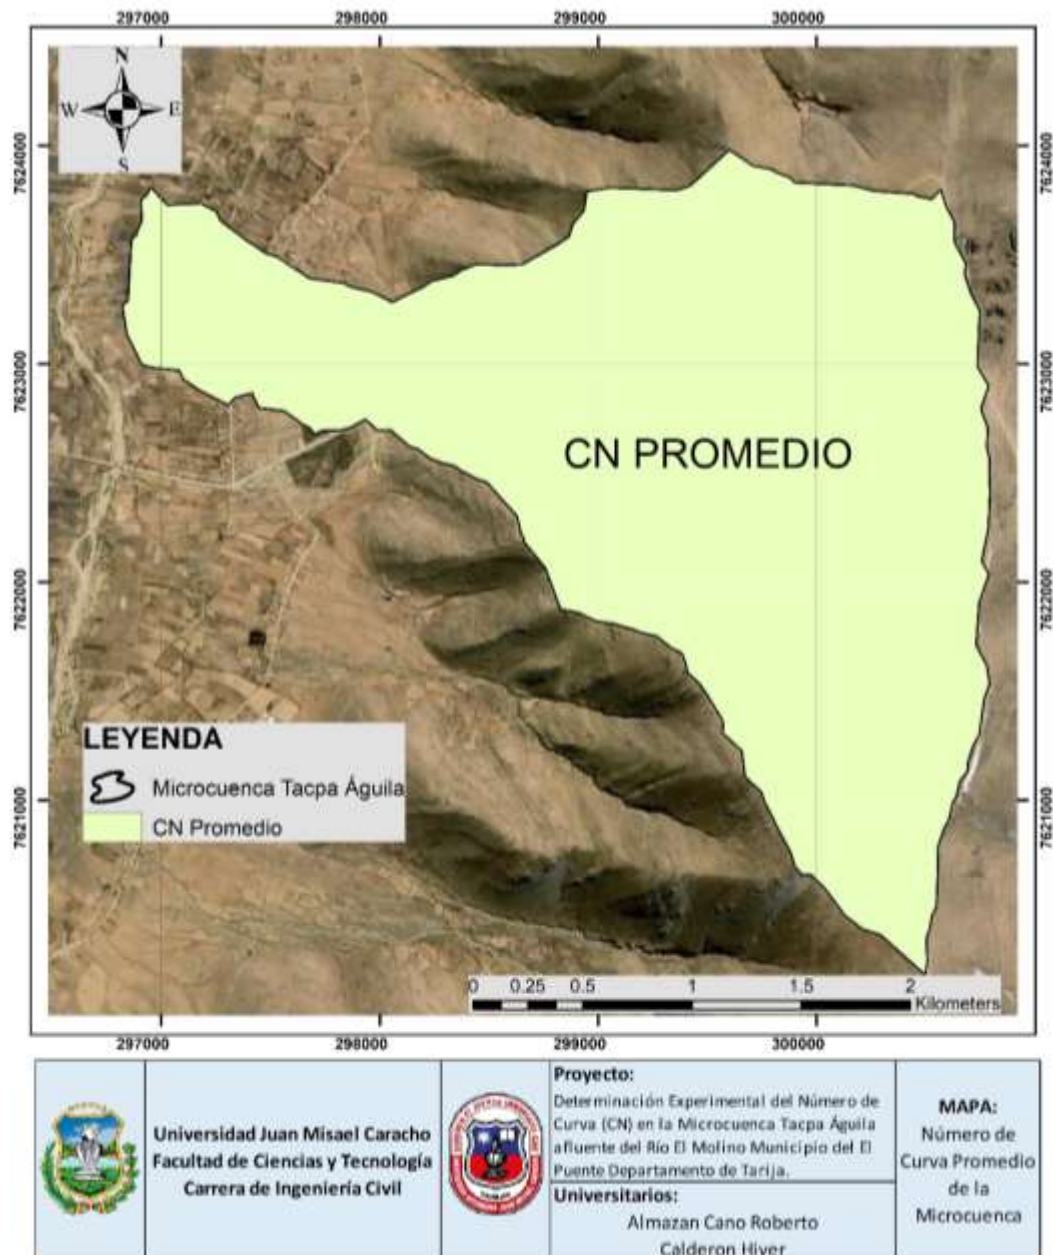 297000 298000 299000 300000
N
W E
S
7624000 7624000
7623000 7623000
CN PROMEDIO
7622000 7622000
LEYENDA
Microcuenca Tacpa Águila
CN Promedio
7621000 7621000
0 0.25 0.5 1 1.5 2
Kilometers
297000 298000 299000 300000
Universidad Juan Misael Caracho
Facultad de Ciencias y Tecnología
Carrera de Ingeniería Civil
Proyecto:
Determinación Experimental del Número de
Curva (CN) en la Microcuenca Tacpa Águila
afluente del Río El Molino Municipio del El
Puente Departamento de Tarija.
Universitarios:
Almazan Cano Roberto
Calderon Hiver
MAPA:
Número de
Curva Promedio
de la
Microcuenca